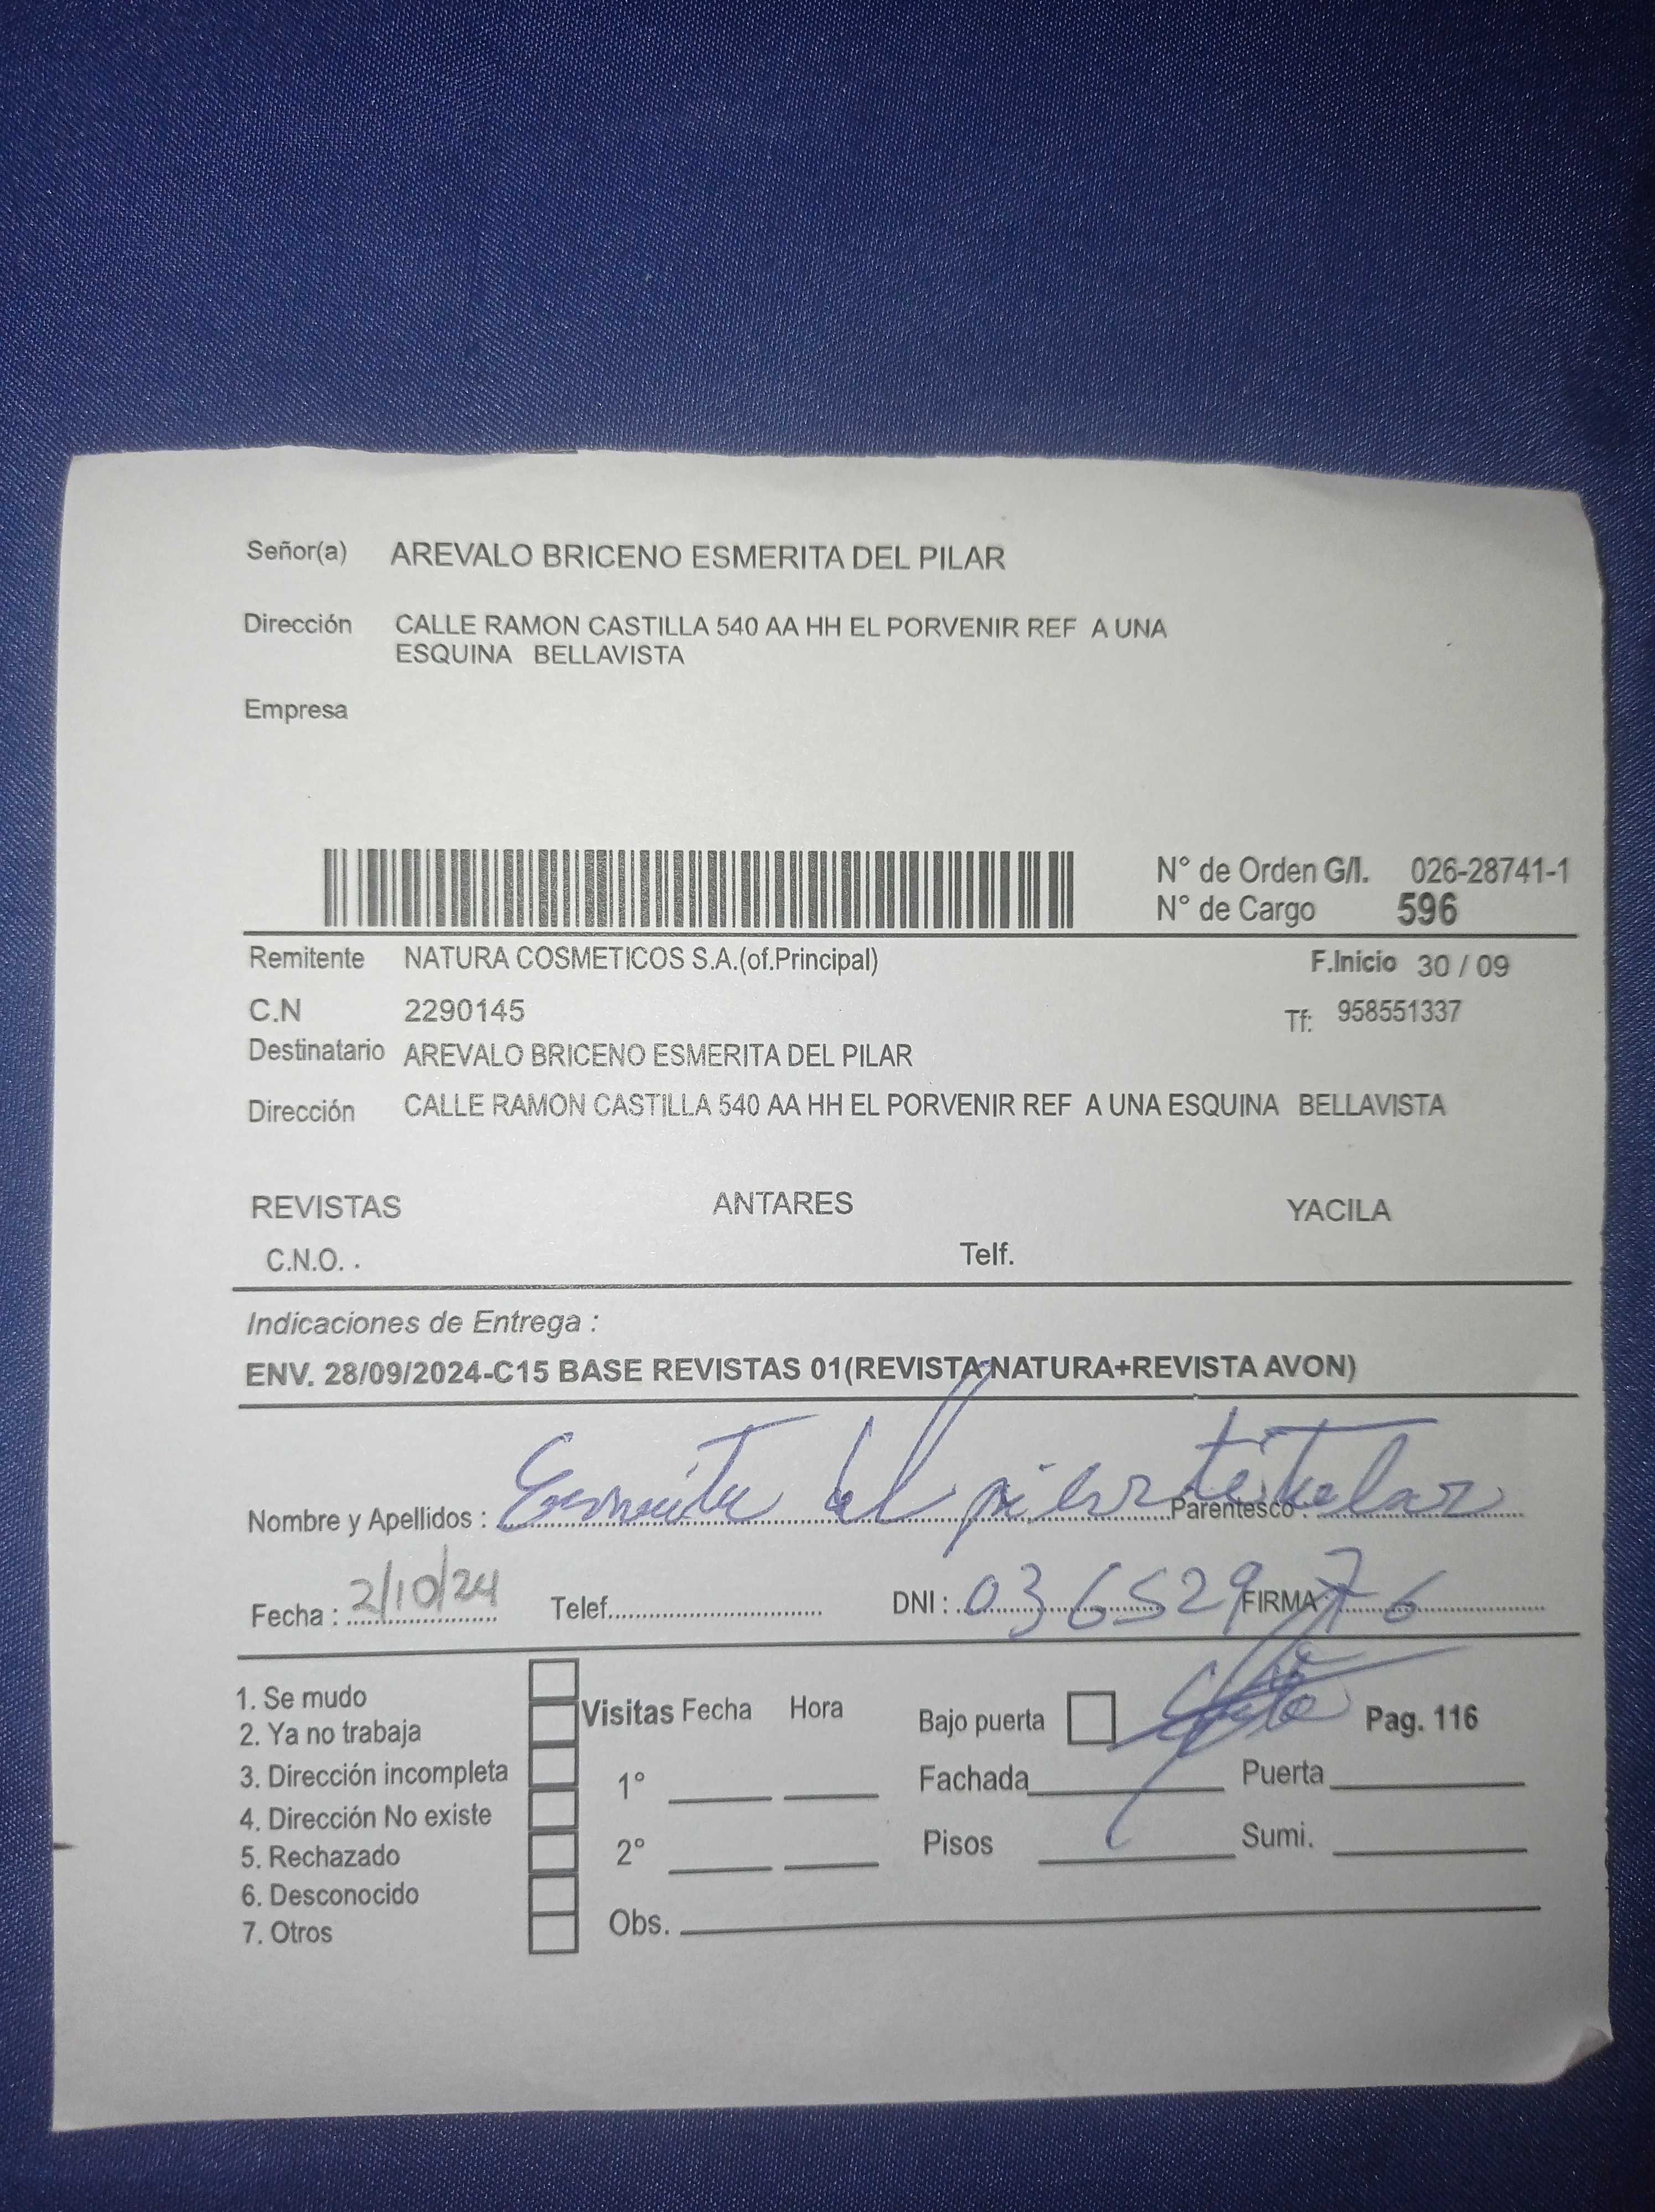 Señor(a) AREVALO BRICENO ESMERITA DEL PILAR
Dirección CALLE RAMON CASTILLA 540 AA HH EL PORVENIR REF A UNA
ESQUINA BELLAVISTA
Empresa
N° de Orden G/I. 026-28741-1
N° de Cargo 596
Remitente NATURA COSMETICOS S.A.(of.Principal) F.Inicio 30 / 09
C.N 2290145 Tf: 958551337
Destinatario AREVALO BRICENO ESMERITA DEL PILAR
Dirección CALLE RAMON CASTILLA 540 AA HH EL PORVENIR REF A UNA ESQUINA BELLAVISTA
REVISTAS ANTARES YACILA
C.N.O. . Telf.
Indicaciones de Entrega :
ENV. 28/09/2024-C15 BASE REVISTAS 01(REVISTA NATURA+REVISTA AVON)
Nombre y Apellidos : Parentesco : titular
Fecha : 2/10/24 Telef. DNI : 03652976 FIRMA
1. Se mudo
2. Ya no trabaja
3. Dirección incompleta
4. Dirección No existe
5. Rechazado
6. Desconocido
7. Otros
Visitas Fecha Hora
1°
2°
Obs.
Bajo puerta Pag. 116
Fachada Puerta
Pisos Sumi.